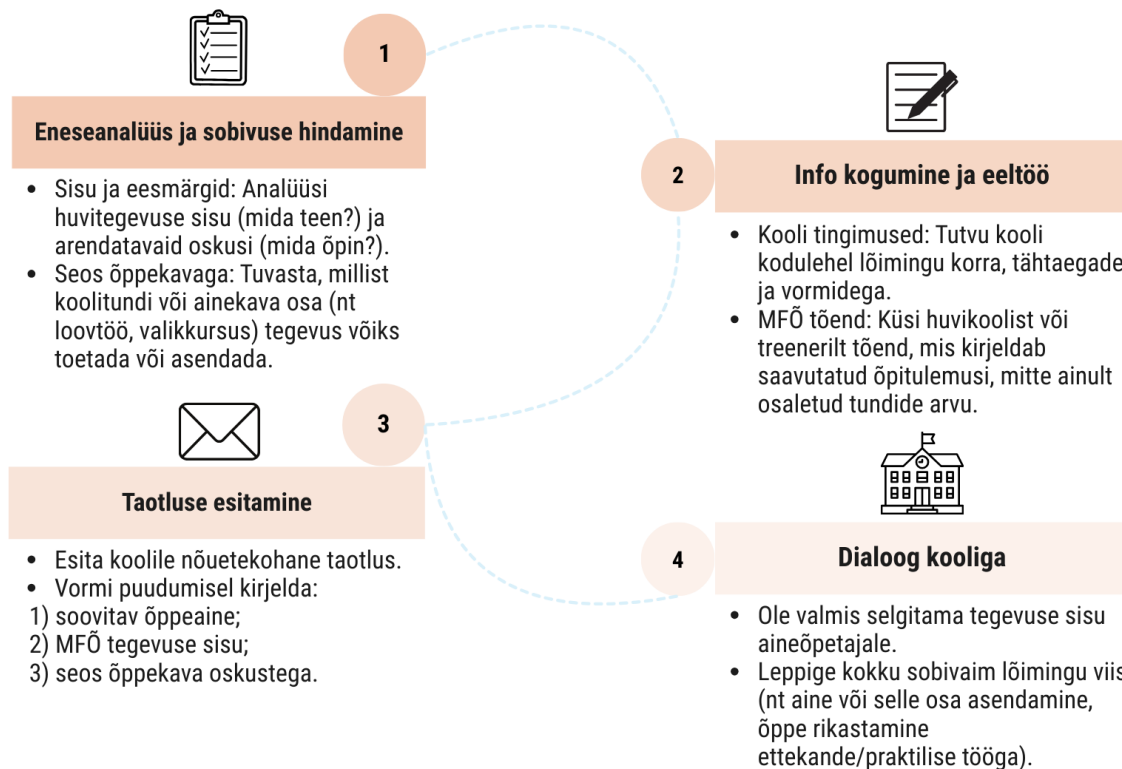 1
Eneseanalüüs ja sobivuse hindamine
• Sisu ja eesmärgid: Analüüsi
huvitegevuse sisu (mida teen?) ja
arendatavaid oskusi (mida õpin?).
• Seos õppekavaga: Tuvasta, millist
koolitundi või ainekava osa (nt
loovtöö, valikkursus) tegevus võiks
toetada või asendada.
2
Info kogumine ja eeltöö
• Kooli tingimused: Tutvu kooli
kodulehel lõimingu korra, tähtaegade
ja vormidega.
• MFÕ tõend: Küsi huvikoolist või
treenerilt tõend, mis kirjeldab
saavutatud õpitulemusi, mitte ainult
osaletud tundide arvu.
3
Taotluse esitamine
• Esita koolile nõuetekohane taotlus.
• Vormi puudumisel kirjelda:
1) soovitav õppeaine;
2) MFÕ tegevuse sisu;
3) seos õppekava oskustega.
4
Dialoog kooliga
• Ole valmis selgitama tegevuse sisu
aineõpetajale.
• Leppige kokku sobivaim lõimingu viis
(nt aine või selle osa asendamine,
õppe rikastamine
ettekande/praktilise tööga).